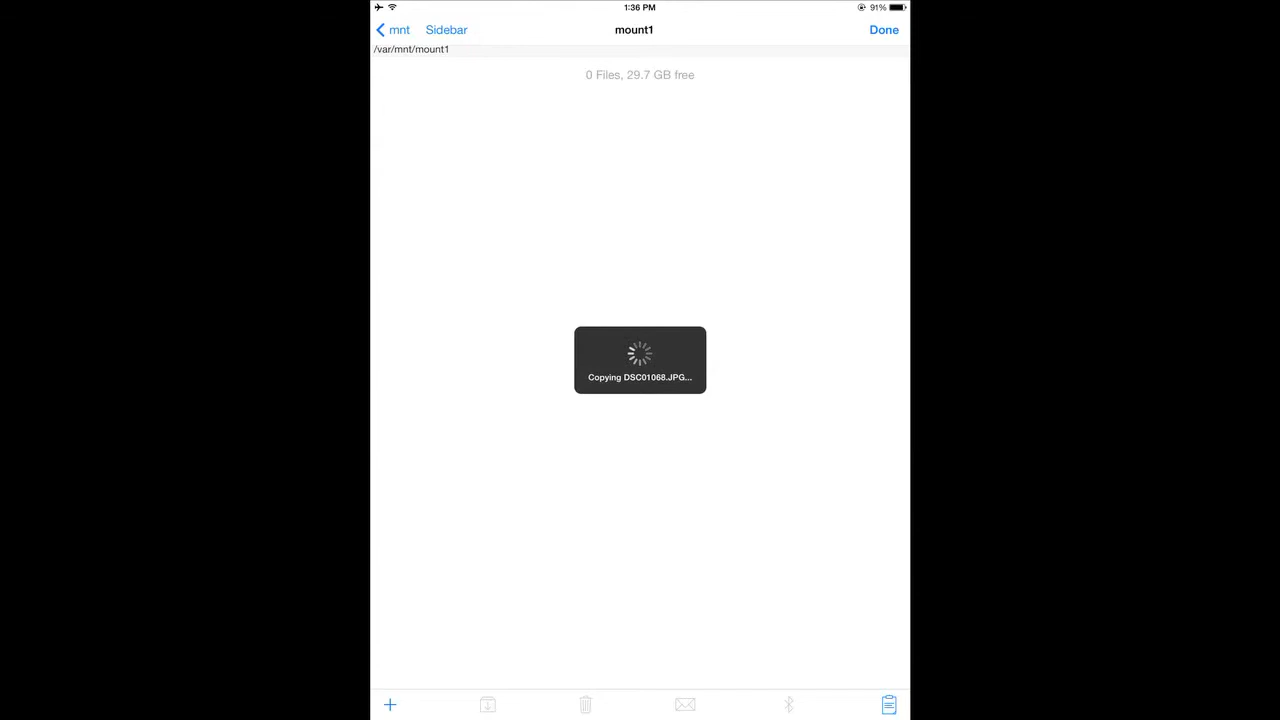 1:36 PM
91%
mnt
Sidebar
mount1
Done
/var/mnt/mount1
0 Files, 29.7 GB free
Copying DSC01068.JPG...